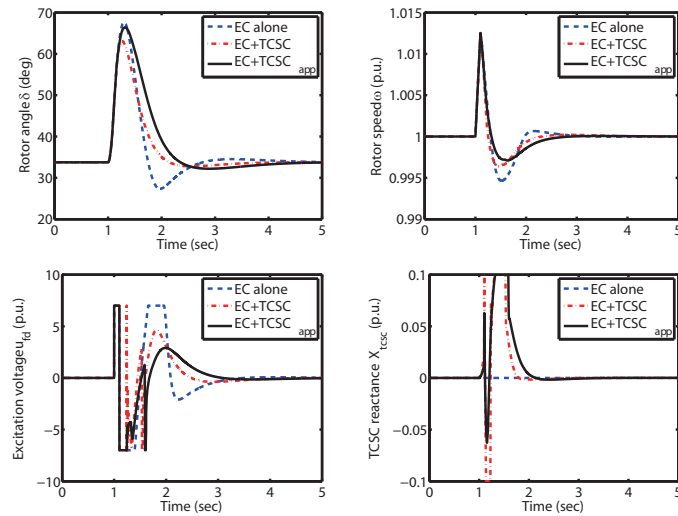 70
60
50
40
30
20
0 1 2 3 4 5
Rotor angle δ (deg)
Time (sec)
EC alone
EC+TCSC
EC+TCSC app
1.015
1.01
1.005
1
0.995
0.99
0 1 2 3 4 5
Rotor speed ω (p.u.)
Time (sec)
EC alone
EC+TCSC
EC+TCSC app
10
5
0
−5
−10
0 1 2 3 4 5
Excitation voltageu fd (p.u.)
Time (sec)
EC alone
EC+TCSC
EC+TCSC app
0.1
0.05
0
−0.05
−0.1
0 1 2 3 4 5
TCSC reactance X tcsc (p.u.)
Time (sec)
EC alone
EC+TCSC
EC+TCSC app